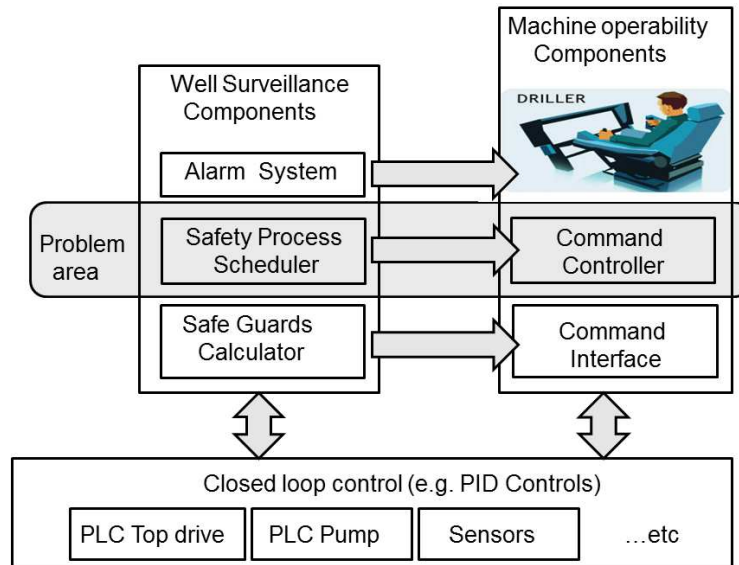 Machine operability
Components
Well Surveillance
Components
DRILLER
Alarm System
Problem
area
Safety Process
Scheduler
Command
Controller
Safe Guards
Calculator
Command
Interface
Closed loop control (e.g. PID Controls)
PLC Top drive
PLC Pump
Sensors
...etc